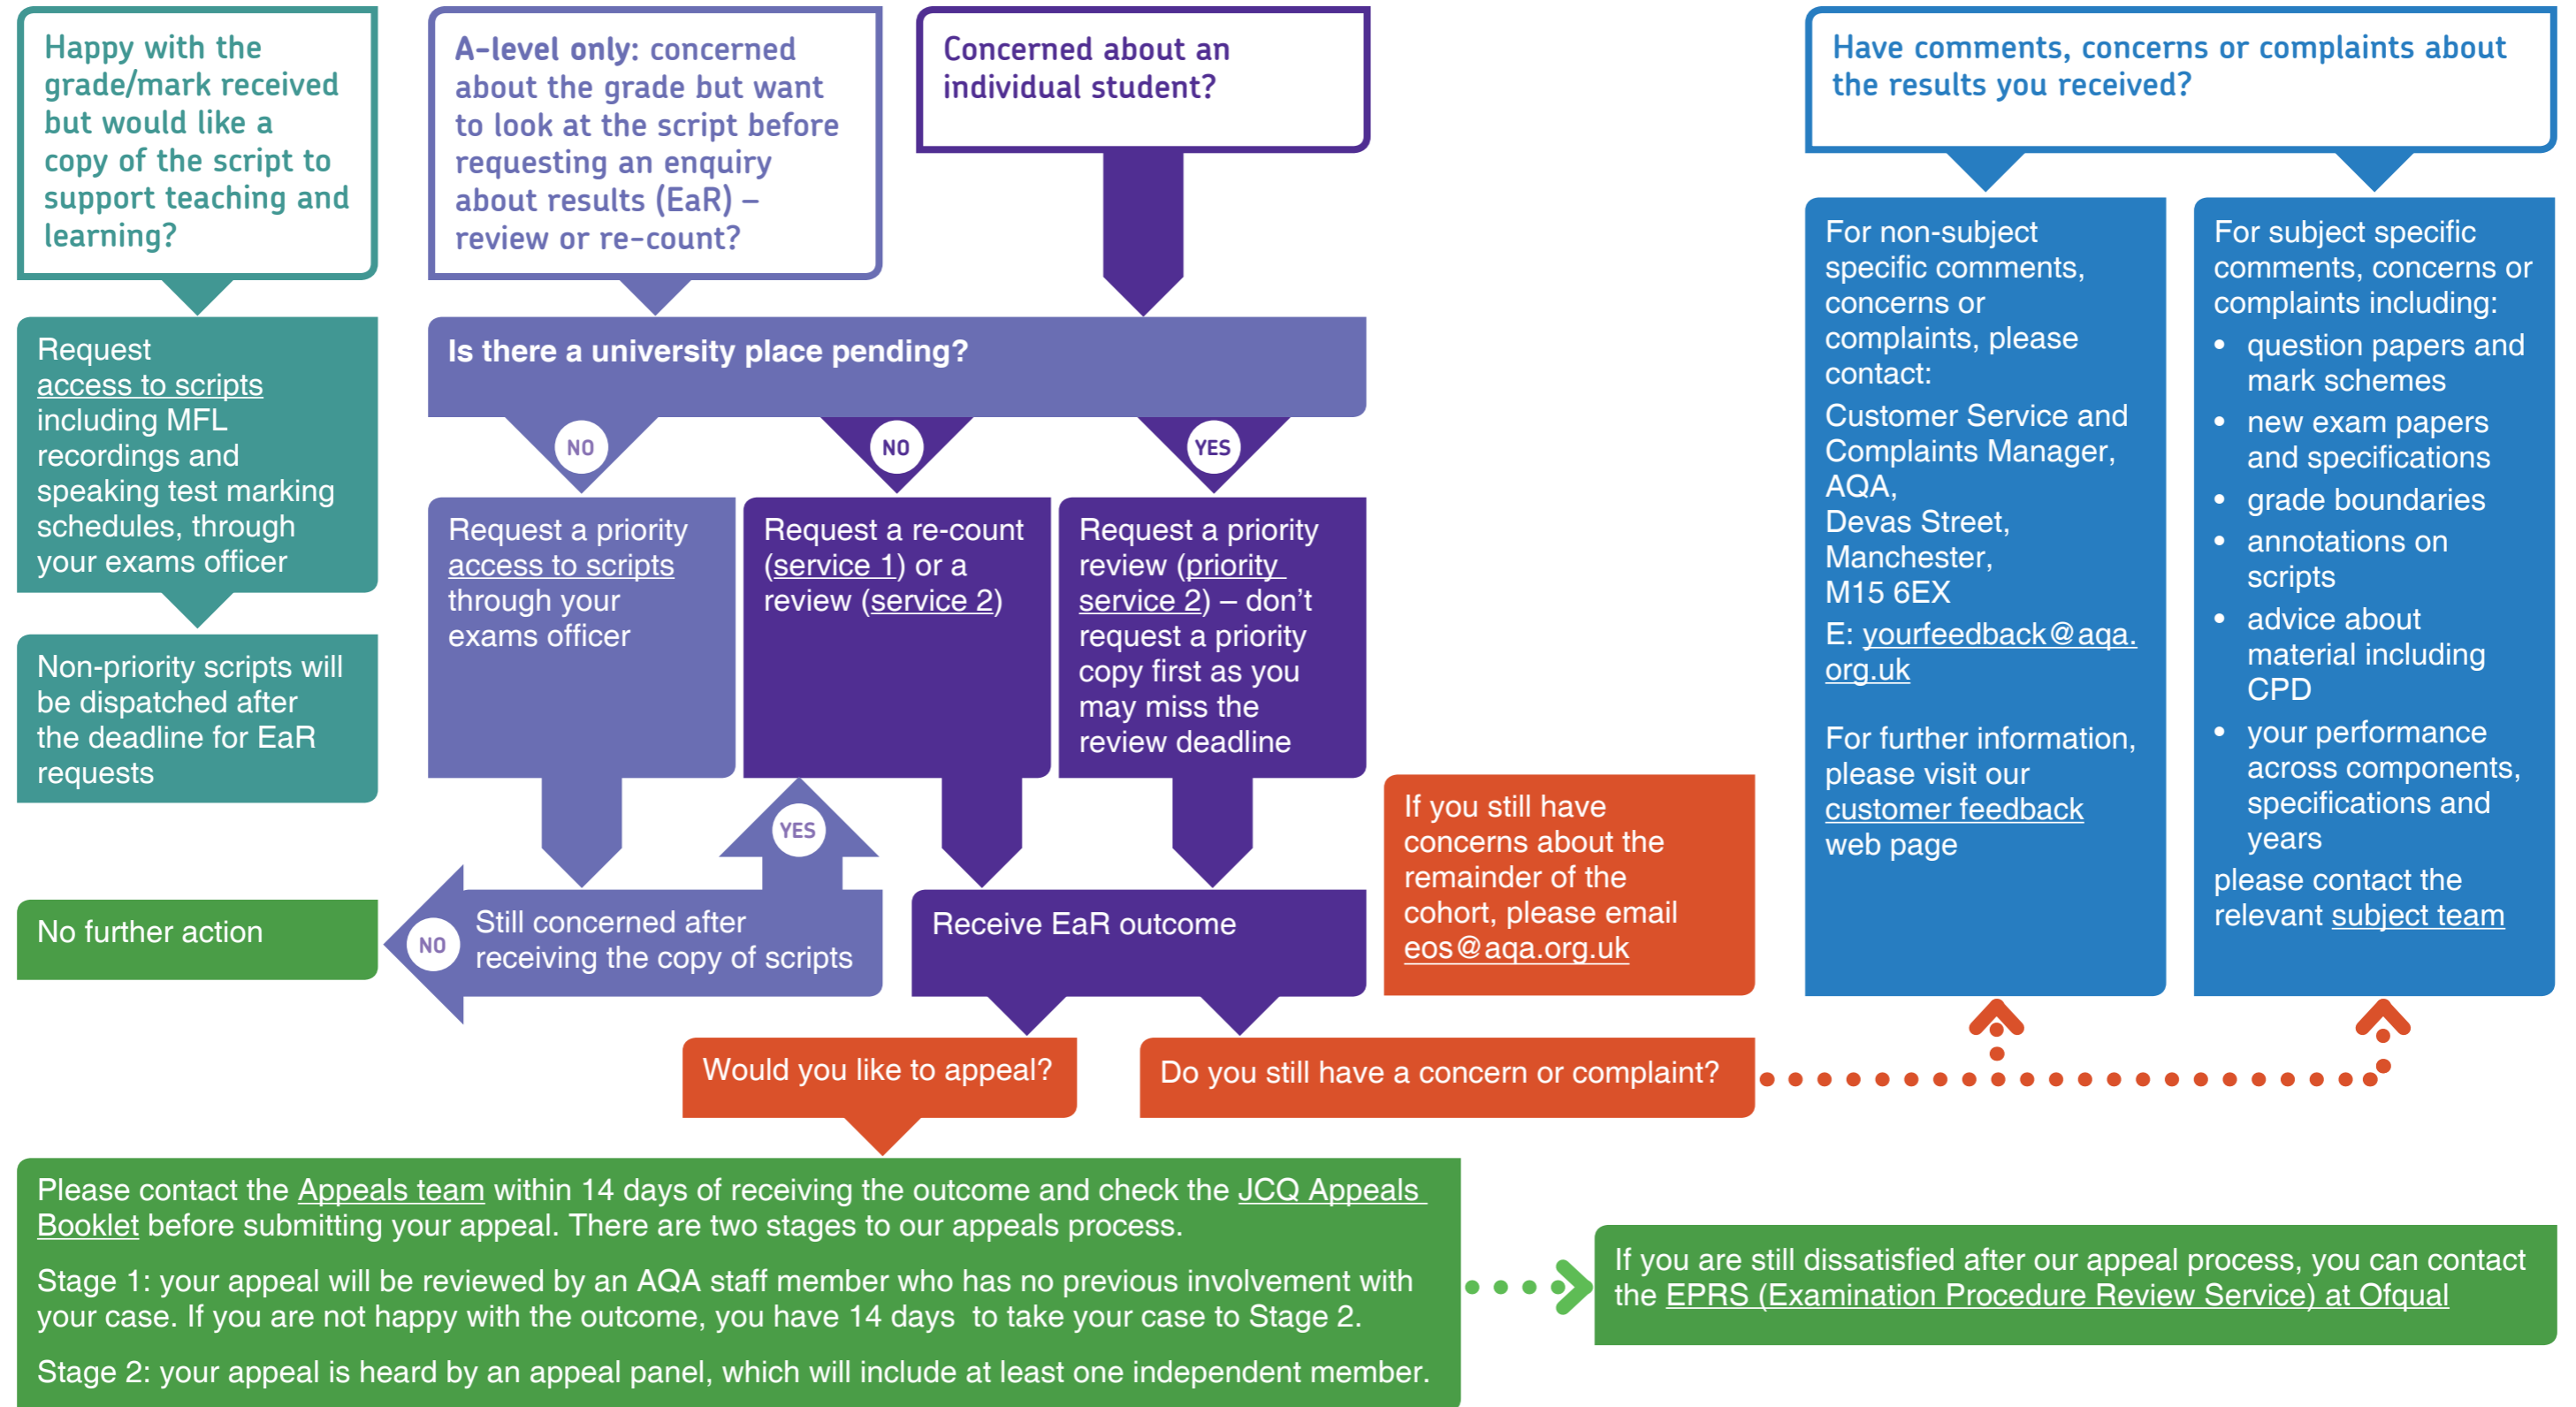 Happy with the
grade/mark received
but would like a
copy of the script to
support teaching and
learning?
Request
access to scripts
including MFL
recordings and
speaking test marking
schedules, through
your exams officer
Non-priority scripts will
be dispatched after
the deadline for EaR
requests
A-level only: concerned
about the grade but want
to look at the script before
requesting an enquiry
about results (EaR) –
review or re-count?
Concerned about an
individual student?
Is there a university place pending?
NO
NO
YES
Request a priority
access to scripts
through your
exams officer
Request a re-count
(service 1) or a
review (service 2)
Request a priority
review (priority
service 2) – don't
request a priority
copy first as you
may miss the
review deadline
YES
NO
Still concerned after
receiving the copy of scripts
No further action
Receive EaR outcome
If you still have
concerns about the
remainder of the
cohort, please email
eos@aqa.org.uk
Would you like to appeal?
Do you still have a concern or complaint?
Have comments, concerns or complaints about
the results you received?
For non-subject
specific comments,
concerns or
complaints, please
contact:
Customer Service and
Complaints Manager,
AQA,
Devas Street,
Manchester,
M15 6EX
E: yourfeedback@aqa.
org.uk
For further information,
please visit our
customer feedback
web page
For subject specific
comments, concerns or
complaints including:
• question papers and
mark schemes
• new exam papers
and specifications
• grade boundaries
• annotations on
scripts
• advice about
material including
CPD
• your performance
across components,
specifications and
years
please contact the
relevant subject team
Please contact the Appeals team within 14 days of receiving the outcome and check the JCQ Appeals
Booklet before submitting your appeal. There are two stages to our appeals process.
Stage 1: your appeal will be reviewed by an AQA staff member who has no previous involvement with
your case. If you are not happy with the outcome, you have 14 days  to take your case to Stage 2.
Stage 2: your appeal is heard by an appeal panel, which will include at least one independent member.
If you are still dissatisfied after our appeal process, you can contact
the EPRS (Examination Procedure Review Service) at Ofqual